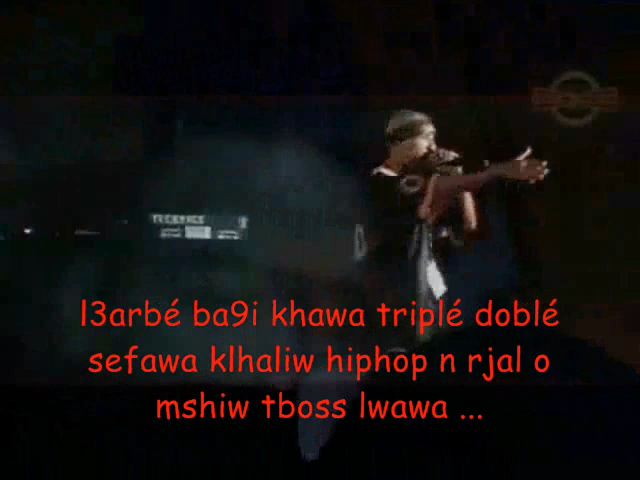 l3arbé ba9i khawa triplé doblé
sefawa klhaliw hiphop n rjal o
mshiw tboss lwawa ...